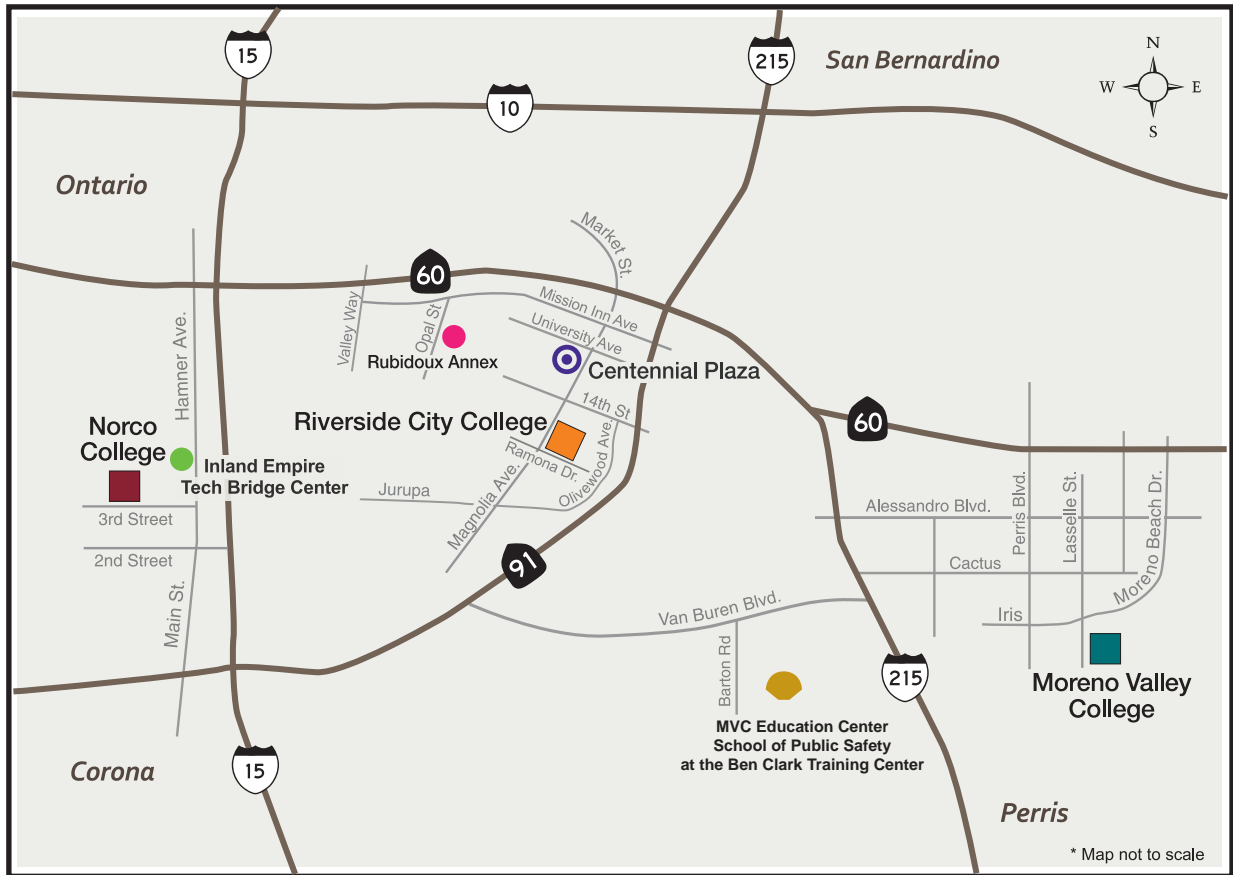 15
215
San Bernardino
N
W
E
S
10
Ontario
Market St.
60
Mission Inn Ave
University Ave
Valley Way
Opal St
Hamner Ave.
Rubidoux Annex
Centennial Plaza
14th St
Riverside City College
60
Norco
College
Ramona Dr.
Olivewood Ave.
Inland Empire
Tech Bridge Center
Jurupa
Magnolia Ave.
Perris Blvd.
Lasselle St.
Alessandro Blvd.
3rd Street
2nd Street
91
Cactus
Moreno Beach Dr.
Main St.
Van Buren Blvd.
Iris
Barton Rd
215
Moreno Valley
College
MVC Education Center
School of Public Safety
at the Ben Clark Training Center
Corona
15
Perris
* Map not to scale